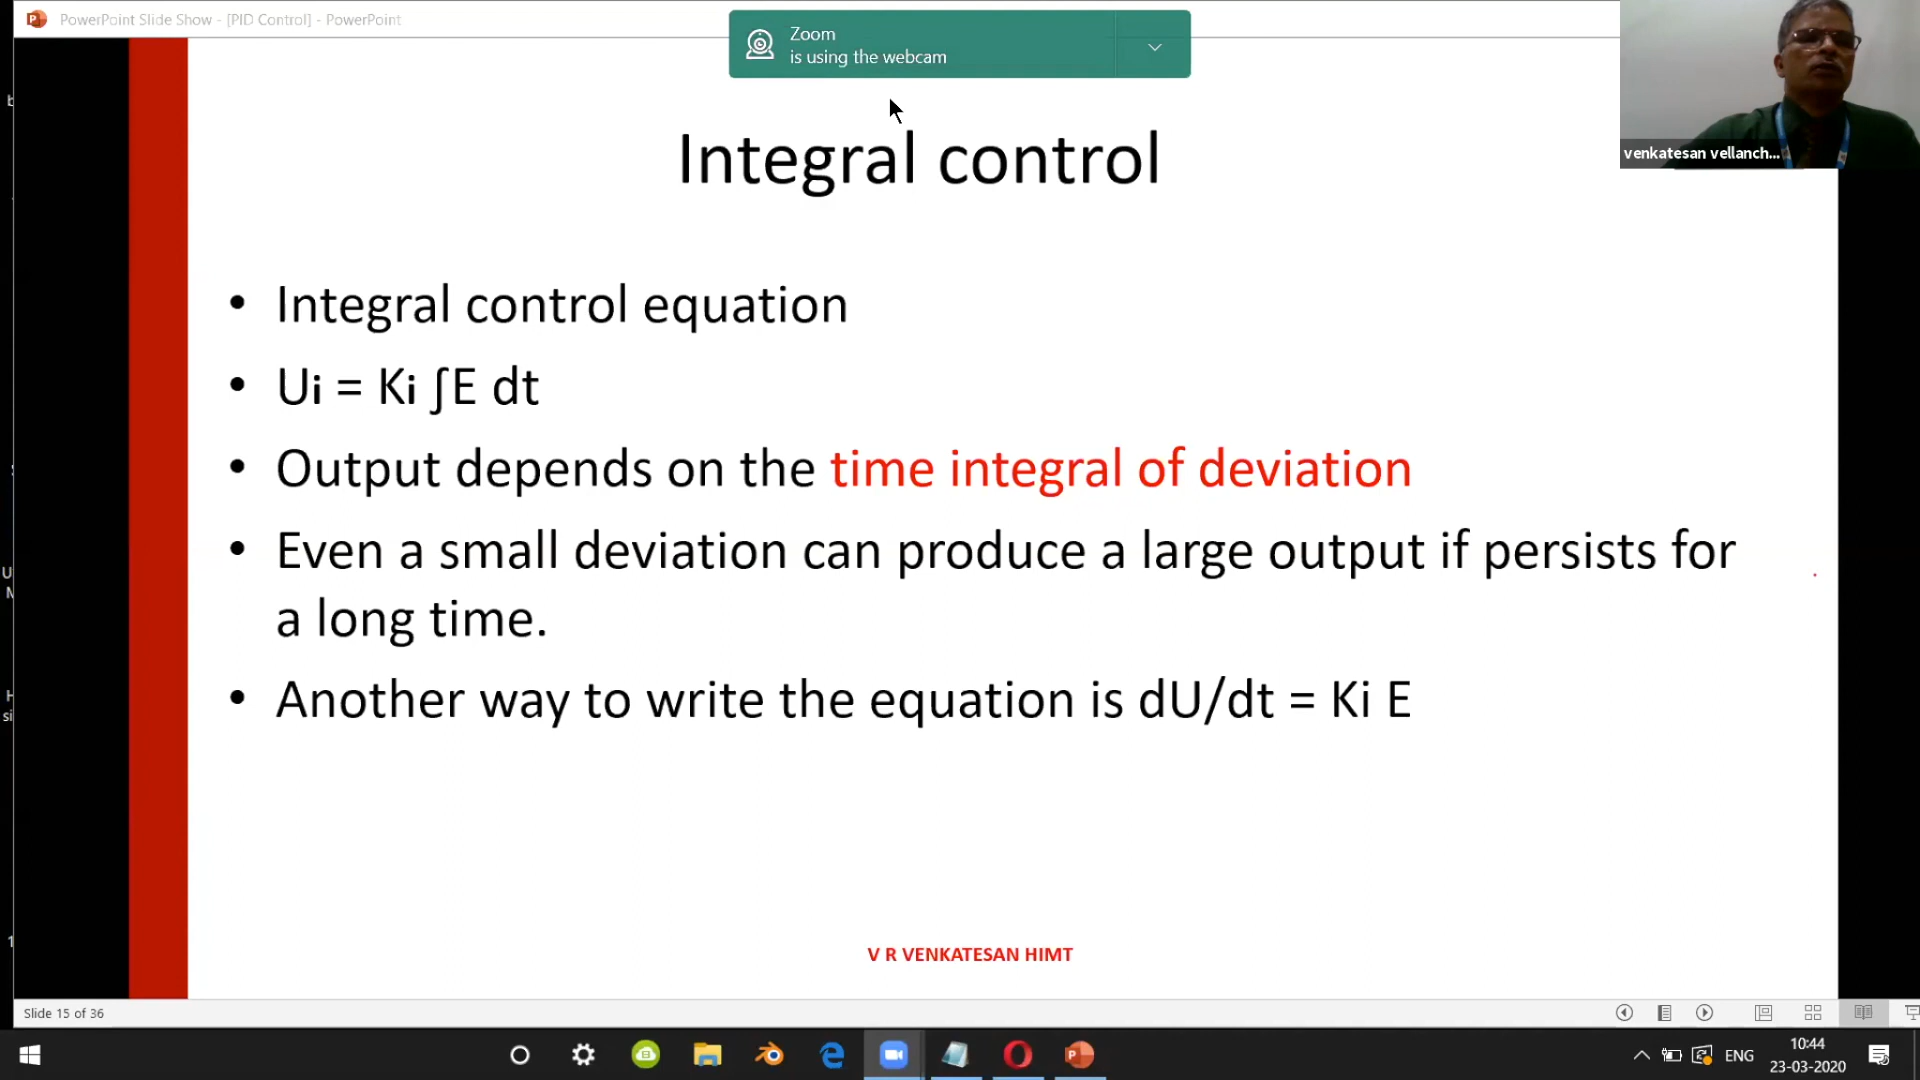 PowerPoint Slide Show - [PID Control] - PowerPoint
Zoom
is using the webcam
venkatesan vellanch...
Integral control
• Integral control equation
• Ui = Ki ∫E dt
• Output depends on the time integral of deviation
• Even a small deviation can produce a large output if persists for
a long time.
• Another way to write the equation is dU/dt = Ki E
V R VENKATESAN HIMT
Slide 15 of 36
ENG
10:44
23-03-2020